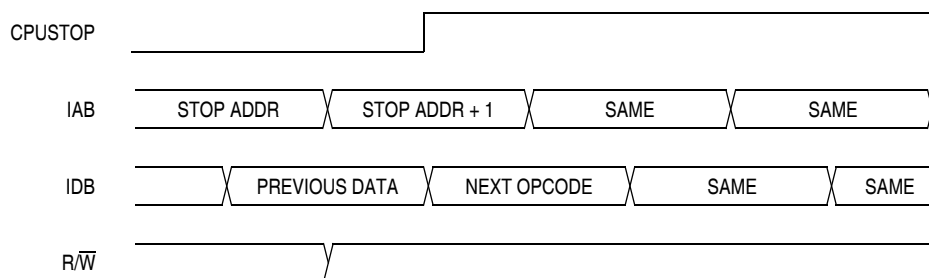 CPUSTOP
IAB STOP ADDR STOP ADDR + 1 SAME SAME
IDB PREVIOUS DATA NEXT OPCODE SAME SAME
R/W̅